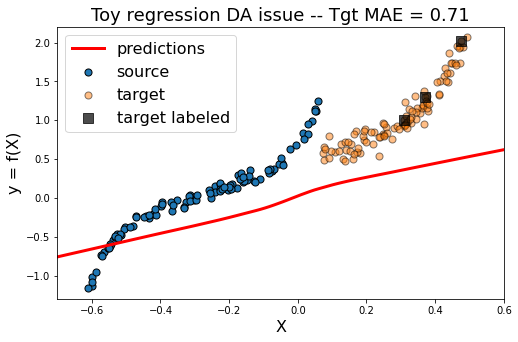 Toy regression DA issue -- Tgt MAE = 0.71
predictions
source
target
target labeled
y = f(X)
2.0
1.5
1.0
0.5
0.0
−0.5
−1.0
−0.6
−0.4
−0.2
0.0
0.2
0.4
0.6
X